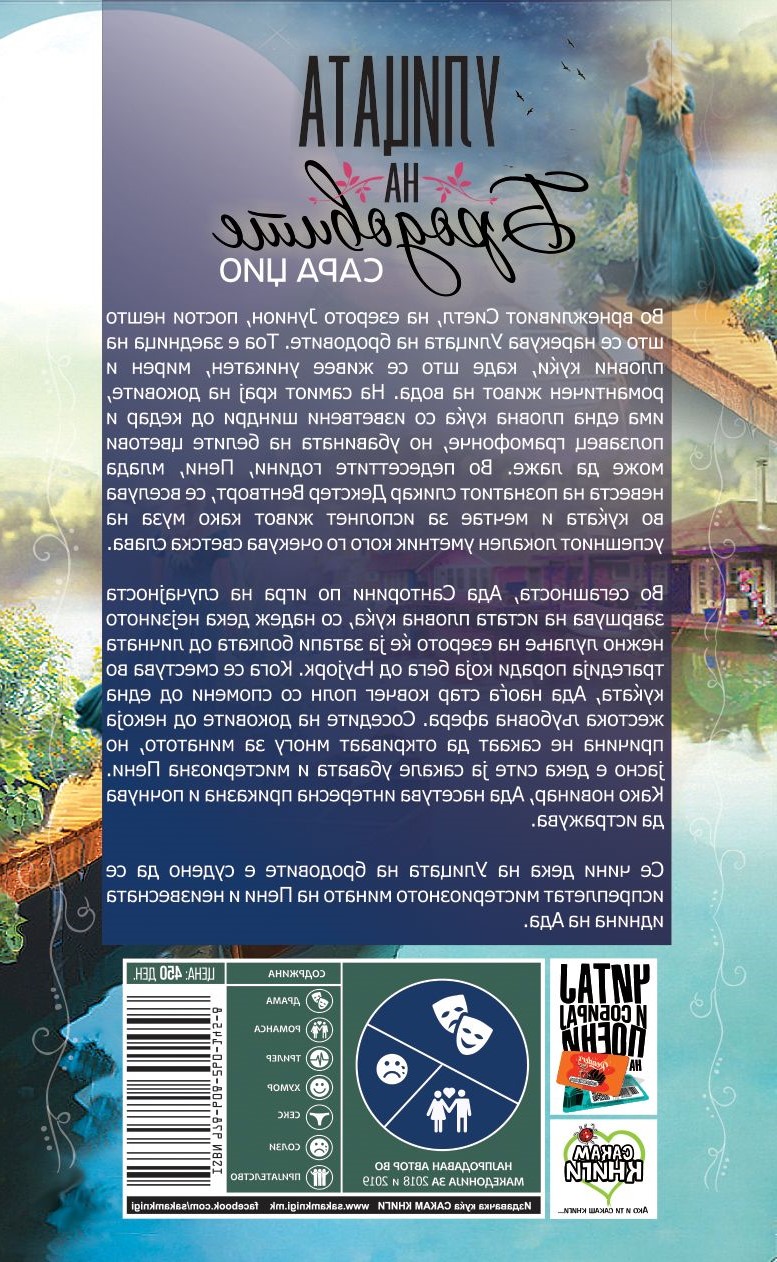 УЛИЦАТА
НА
Бродовите
САРА ЏИО
Во врнежливиот Сиетл, на езерото Јунион, постои нешто
што се нарекува Улицата на бродовите. Тоа е заедница на
пловни куќи, каде што се живее уникатен, мирен и
романтичен живот на вода. На самиот крај на доковите,
има една пловна куќа со изветвени шиндри од кедар и
ползавец грамофонче, но убавината на белите цветови
може да лаже. Во педесеттите години, Пени, млада
невеста на познатиот сликар Декстер Вентворт, се вселува
во куќата и мечтае за исполнет живот како муза на
успешниот локален уметник кого го очекува светска слава.
Во сегашноста, Ада Санторини по игра на случајноста
завршува на истата пловна куќа, со надеж дека нејзиното
нежно лулање на езерото ќе ја затапи болката од личната
трагедија поради која бега од Њујорк. Кога се сместува во
куќата, Ада наоѓа стар ковчег полн со спомени од една
жестока љубовна афера. Соседите на доковите од некоја
причина не сакаат да откриваат многу за минатото, но
јасно е дека сите ја сакале убавата и мистериозна Пени.
Како новинар, Ада насетува интересна приказна и почнува
да истражува.
Се чини дека на Улицата на бродовите е судено да се
испреплетат мистериозното минато на Пени и неизвесната
иднина на Ада.
ЧИТАЈ
И СОБИРАЈ
ПОЕНИ
НА
САКАМ
КНИГИ
АКО И ТИ САКАШ КНИГИ...
НАЈПРОДАВАН АВТОР ВО
МАКЕДОНИЈА ЗА 2018 И 2019
СОДРЖИНА
ДРАМА
РОМАНСА
ТРИЛЕР
ХУМОР
СЕКС
СОЛЗИ
ПРИЈАТЕЛСТВО
ЦЕНА: 450 ДЕН.
Издавачка куќа САКАМ КНИГИ www.sakamknigi.mk facebook.com/sakamknigi